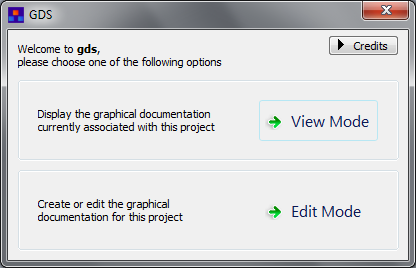 GDS
Welcome to gds,
please choose one of the following options
Credits
Display the graphical documentation
currently associated with this project
View Mode
Create or edit the graphical
documentation for this project
Edit Mode